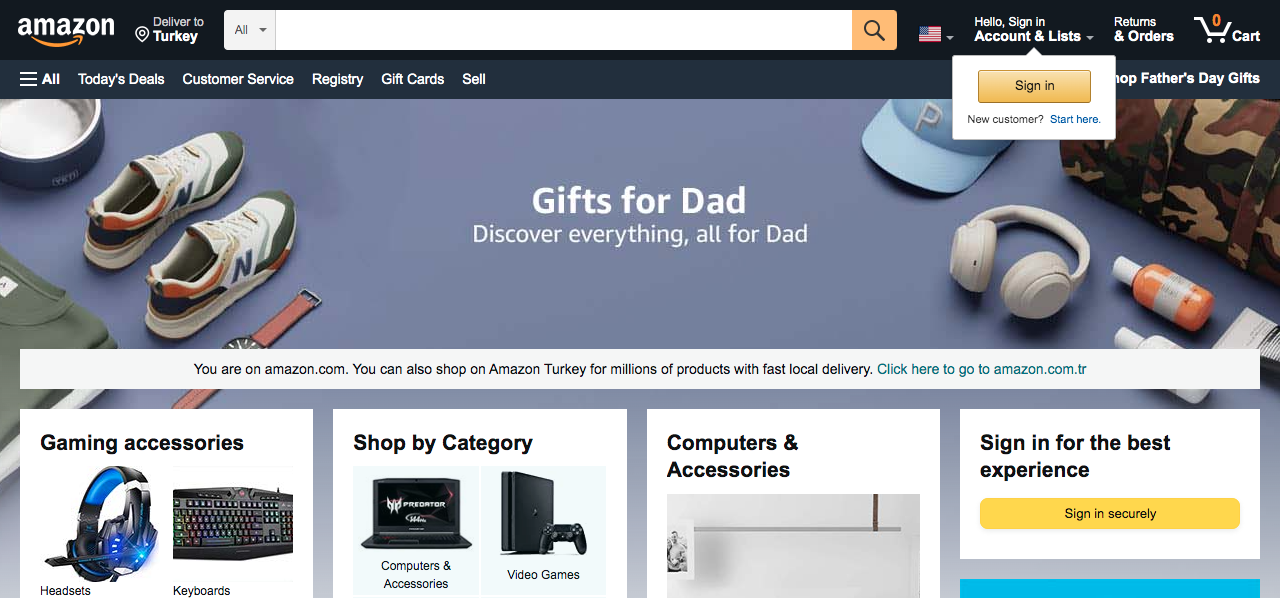 amazon
Deliver to
Turkey
All
Hello, Sign in
Account & Lists
Returns
& Orders
0
Cart
All
Today's Deals
Customer Service
Registry
Gift Cards
Sell
hop Father's Day Gifts
Sign in
New customer? Start here.
P
N
N
Gifts for Dad
Discover everything, all for Dad
You are on amazon.com. You can also shop on Amazon Turkey for millions of products with fast local delivery. Click here to go to amazon.com.tr
Gaming accessories
Headsets
Keyboards
Shop by Category
PREDATOR
144Hz
Computers &
Accessories
Video Games
Computers &
Accessories
Sign in for the best
experience
Sign in securely